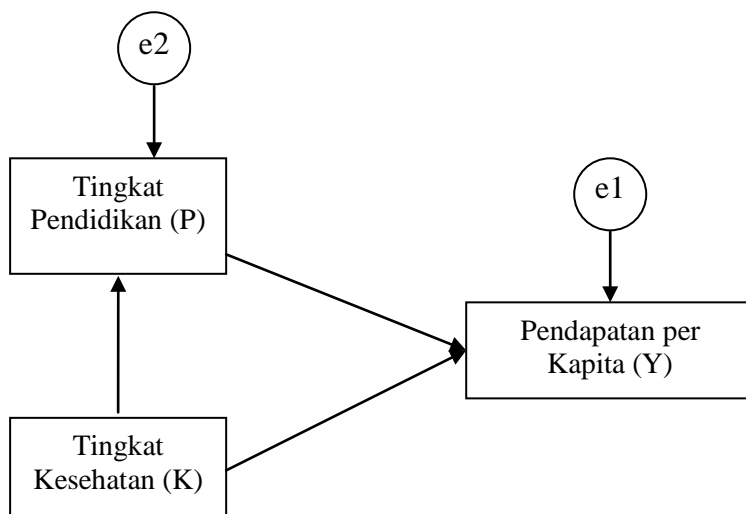 e2
Tingkat
Pendidikan (P)
e1
Pendapatan per
Kapita (Y)
Tingkat
Kesehatan (K)